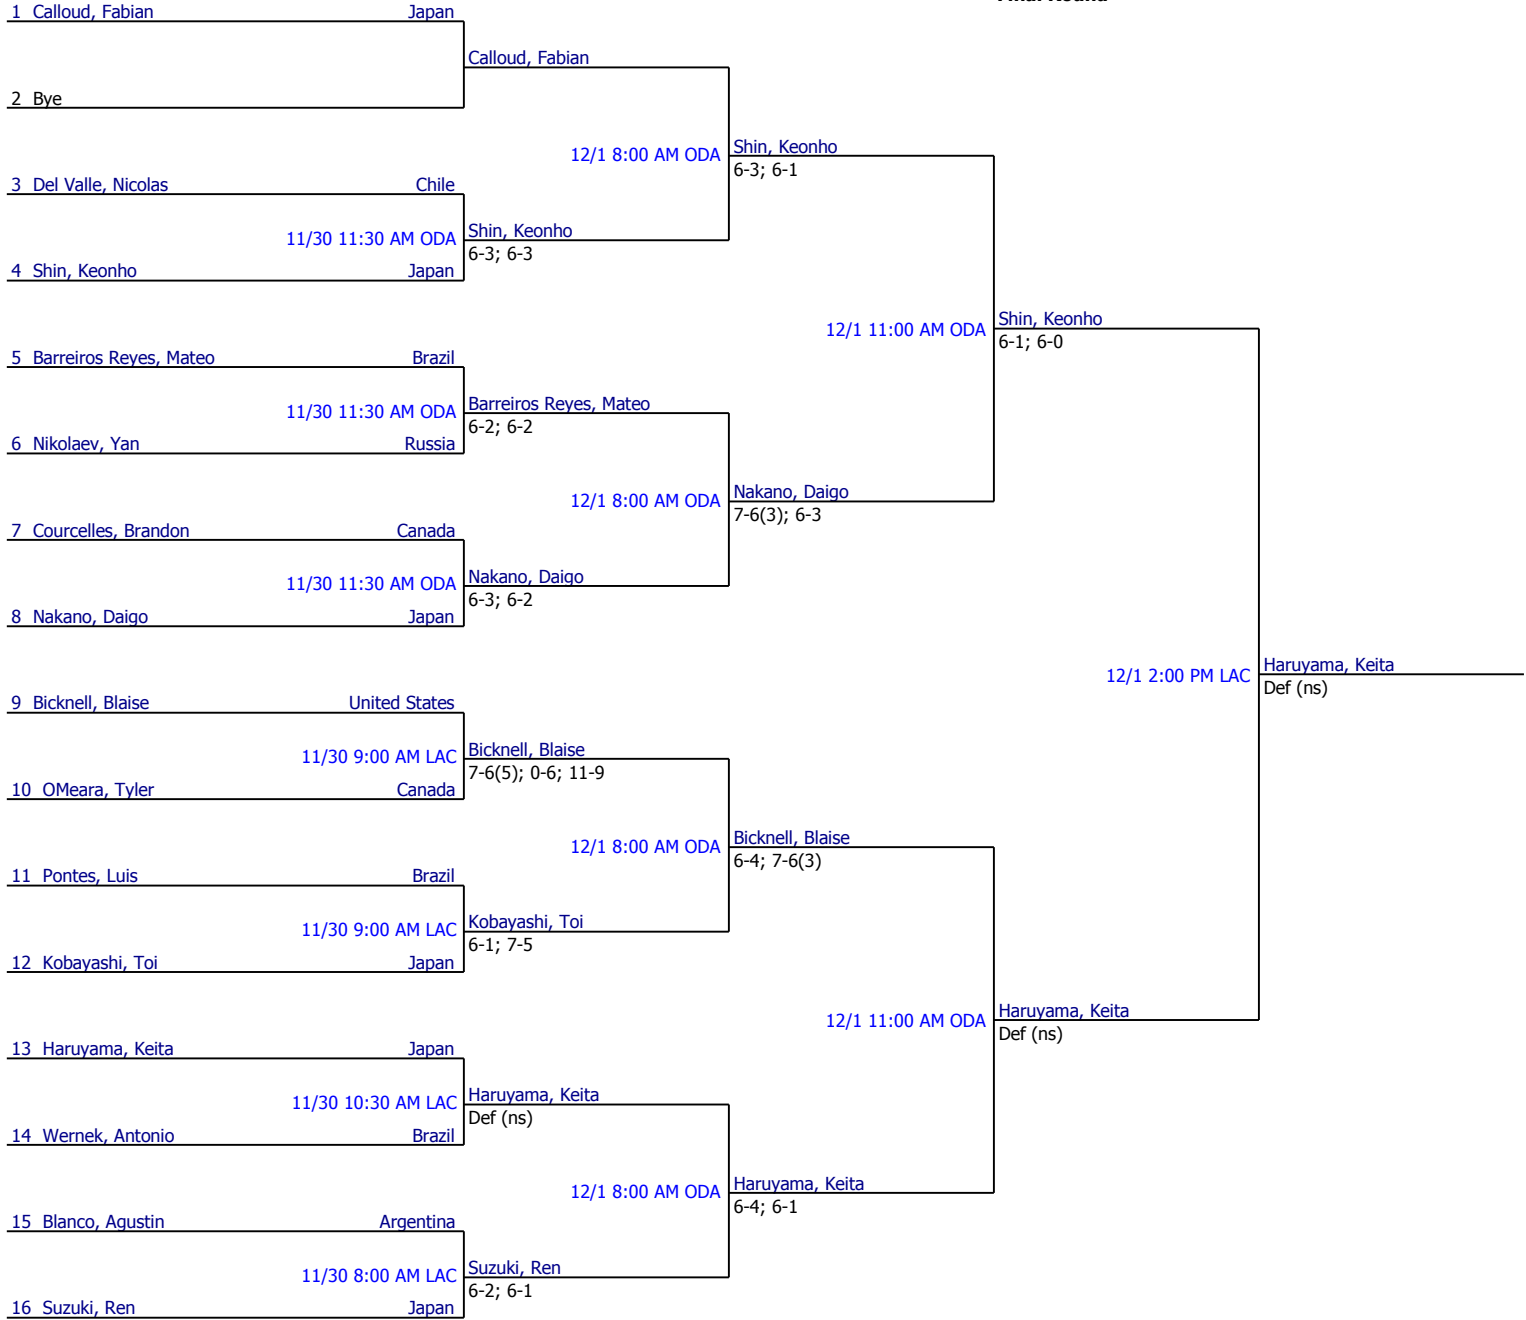 Final Round
1 Calloud, Fabian Japan
Calloud, Fabian
2 Bye
12/1 8:00 AM ODA Shin, Keonho
6-3; 6-1
3 Del Valle, Nicolas Chile
11/30 11:30 AM ODA Shin, Keonho
6-3; 6-3
4 Shin, Keonho Japan
12/1 11:00 AM ODA Shin, Keonho
6-1; 6-0
5 Barreiros Reyes, Mateo Brazil
11/30 11:30 AM ODA Barreiros Reyes, Mateo
6-2; 6-2
6 Nikolaev, Yan Russia
12/1 8:00 AM ODA Nakano, Daigo
7-6(3); 6-3
7 Courcelles, Brandon Canada
11/30 11:30 AM ODA Nakano, Daigo
6-3; 6-2
8 Nakano, Daigo Japan
12/1 2:00 PM LAC Haruyama, Keita
Def (ns)
9 Bicknell, Blaise United States
11/30 9:00 AM LAC Bicknell, Blaise
7-6(5); 0-6; 11-9
10 OMeara, Tyler Canada
12/1 8:00 AM ODA Bicknell, Blaise
6-4; 7-6(3)
11 Pontes, Luis Brazil
11/30 9:00 AM LAC Kobayashi, Toi
6-1; 7-5
12 Kobayashi, Toi Japan
12/1 11:00 AM ODA Haruyama, Keita
Def (ns)
13 Haruyama, Keita Japan
11/30 10:30 AM LAC Haruyama, Keita
Def (ns)
14 Wernek, Antonio Brazil
12/1 8:00 AM ODA Haruyama, Keita
6-4; 6-1
15 Blanco, Agustin Argentina
11/30 8:00 AM LAC Suzuki, Ren
6-2; 6-1
16 Suzuki, Ren Japan